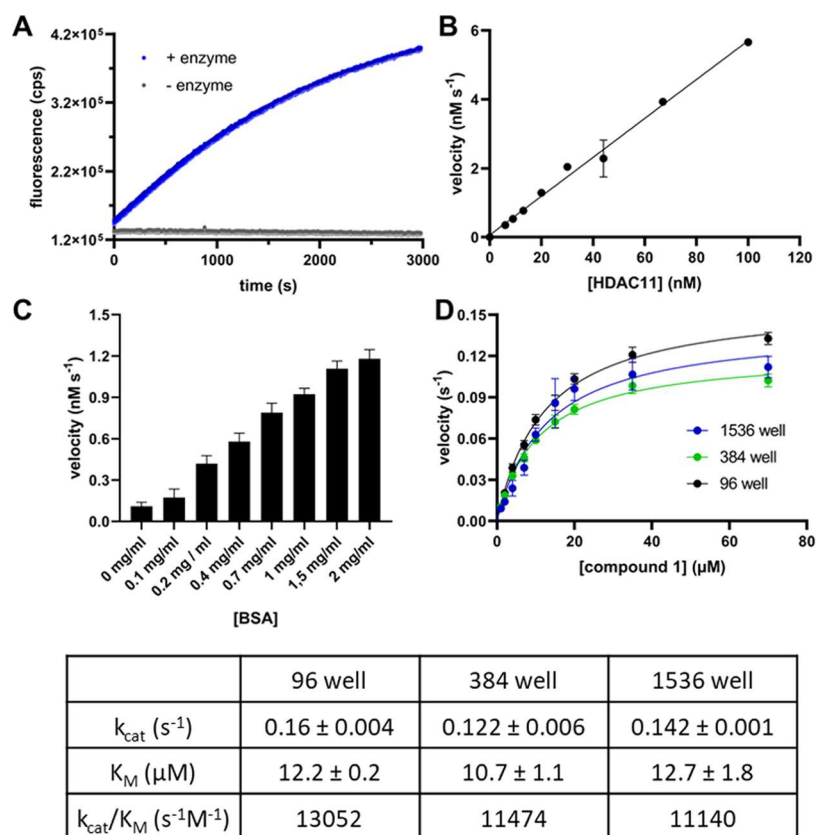 A
4.2×10⁵
3.2×10⁵
2.2×10⁵
1.2×10⁵
fluorescence (cps)
+ enzyme
- enzyme
0 1000 2000 3000
time (s)
B
6
4
2
0
velocity (nM s⁻¹)
0 20 40 60 80 100 120
[HDAC11] (nM)
C
1.5
1.2
0.9
0.6
0.3
0.0
velocity (nM s⁻¹)
0 mg/ml
0.1 mg/ml
0.2 mg / ml
0.4 mg/ml
0.7 mg/ml
1 mg/ml
1,5 mg/ml
2 mg/ml
[BSA]
D
0.15
0.12
0.09
0.06
0.03
0.00
velocity (s⁻¹)
1536 well
384 well
96 well
0 20 40 60 80
[compound 1] (µM)
96 well 384 well 1536 well
kcat (s⁻¹) 0.16 ± 0.004 0.122 ± 0.006 0.142 ± 0.001
KM (µM) 12.2 ± 0.2 10.7 ± 1.1 12.7 ± 1.8
kcat/KM (s⁻¹M⁻¹) 13052 11474 11140